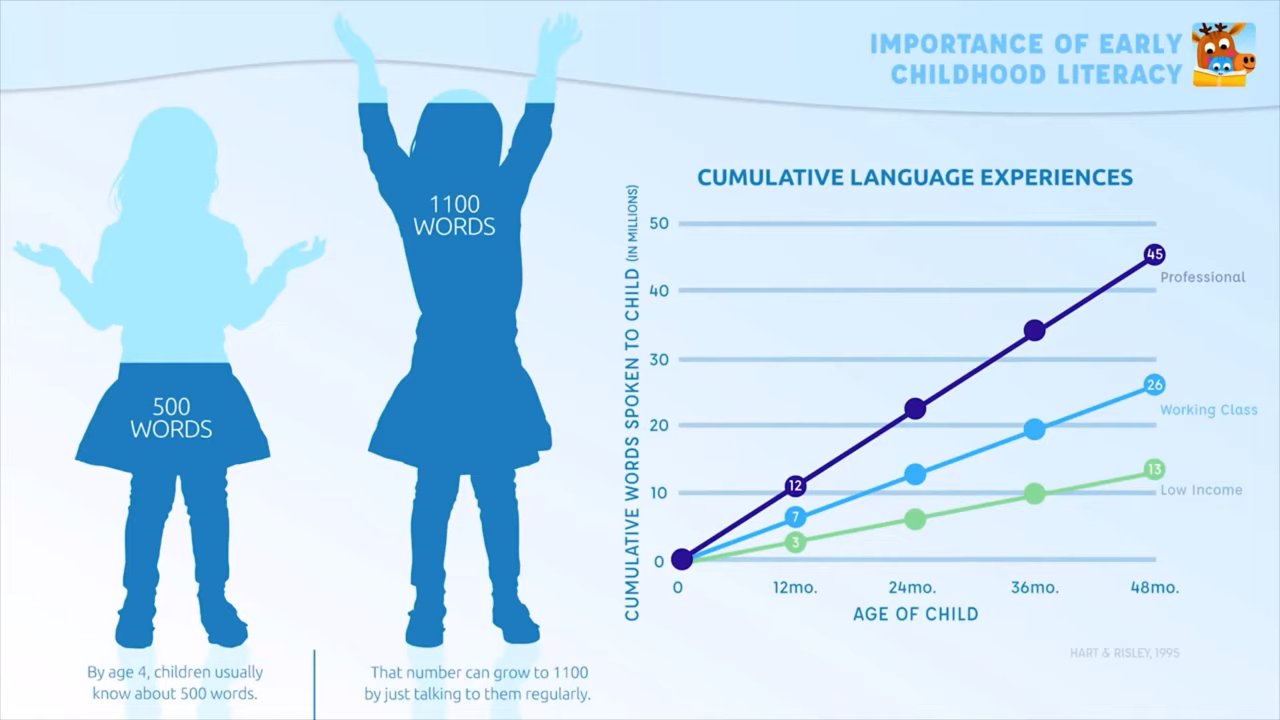 IMPORTANCE OF EARLY
CHILDHOOD LITERACY
500
WORDS
1100
WORDS
By age 4, children usually
know about 500 words.
That number can grow to 1100
by just talking to them regularly.
CUMULATIVE LANGUAGE EXPERIENCES
CUMULATIVE WORDS SPOKEN TO CHILD (IN MILLIONS)
50
40
30
20
10
0
45
Professional
26
Working Class
13
Low Income
12
7
3
0
12mo.
24mo.
36mo.
48mo.
AGE OF CHILD
HART & RISLEY, 1995